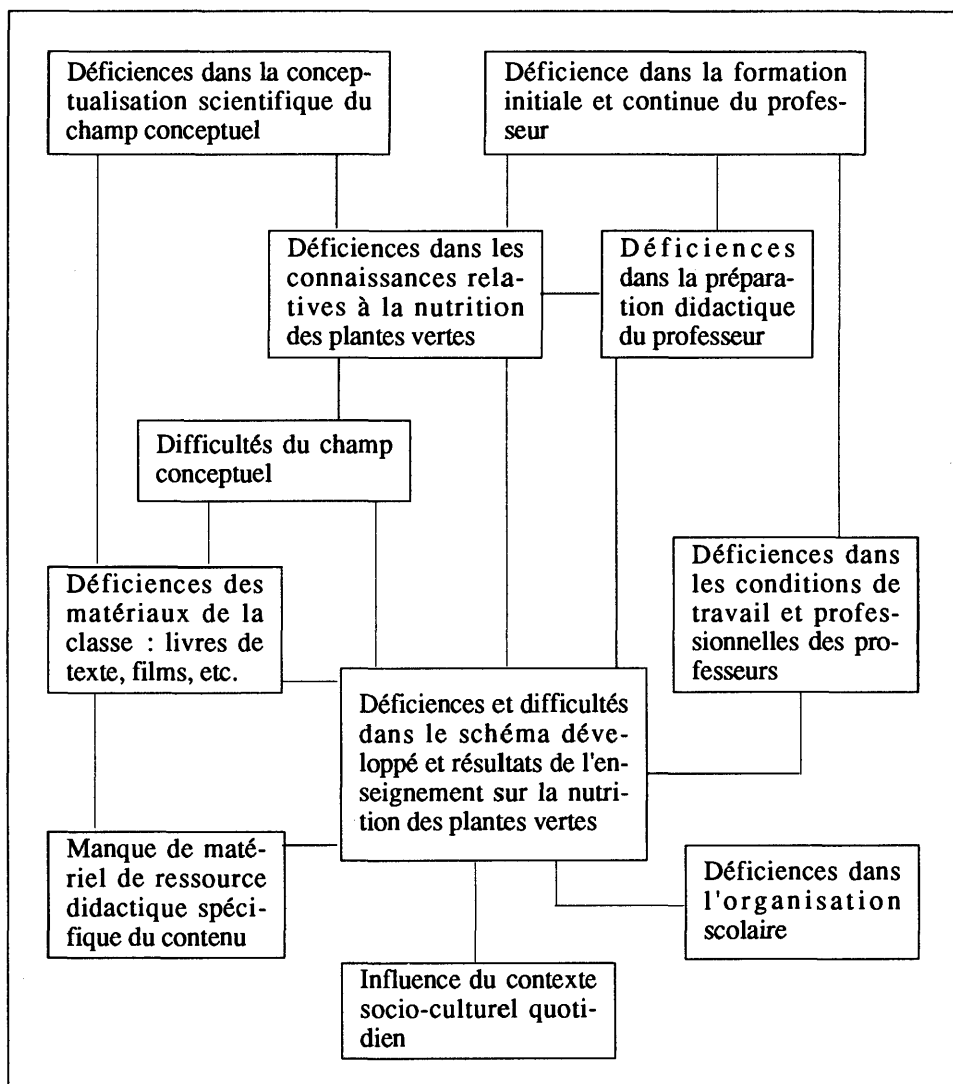 Déficiences dans la concep-
tualisation scientifique du
champ conceptuel
Déficience dans la formation
initiale et continue du profes-
seur
Déficiences dans les
connaissances rela-
tives à la nutrition
des plantes vertes
Déficiences
dans la prépara-
tion didactique
du professeur
Difficultés du champ
conceptuel
Déficiences des
matériaux de la
classe : livres de
texte, films, etc.
Déficiences dans
les conditions de
travail et profes-
sionnelles des pro-
fesseurs
Déficiences et difficultés
dans le schéma déve-
loppé et résultats de l'en-
seignement sur la nutri-
tion des plantes vertes
Manque de maté-
riel de ressource
didactique spéci-
fique du contenu
Déficiences dans
l'organisation
scolaire
Influence du contexte
socio-culturel quoti-
dien